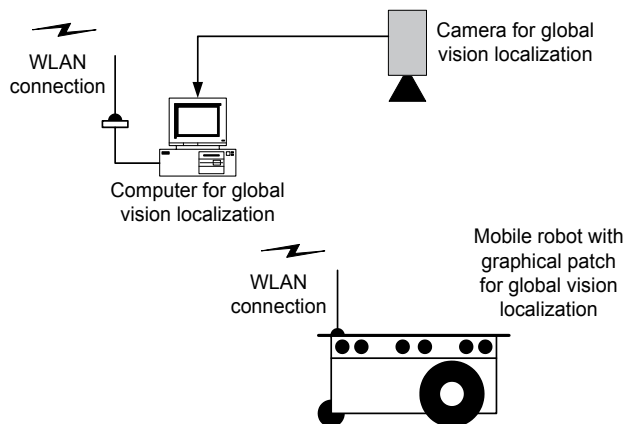 WLAN
connection
Camera for global
vision localization
Computer for global
vision localization
WLAN
connection
Mobile robot with
graphical patch
for global vision
localization